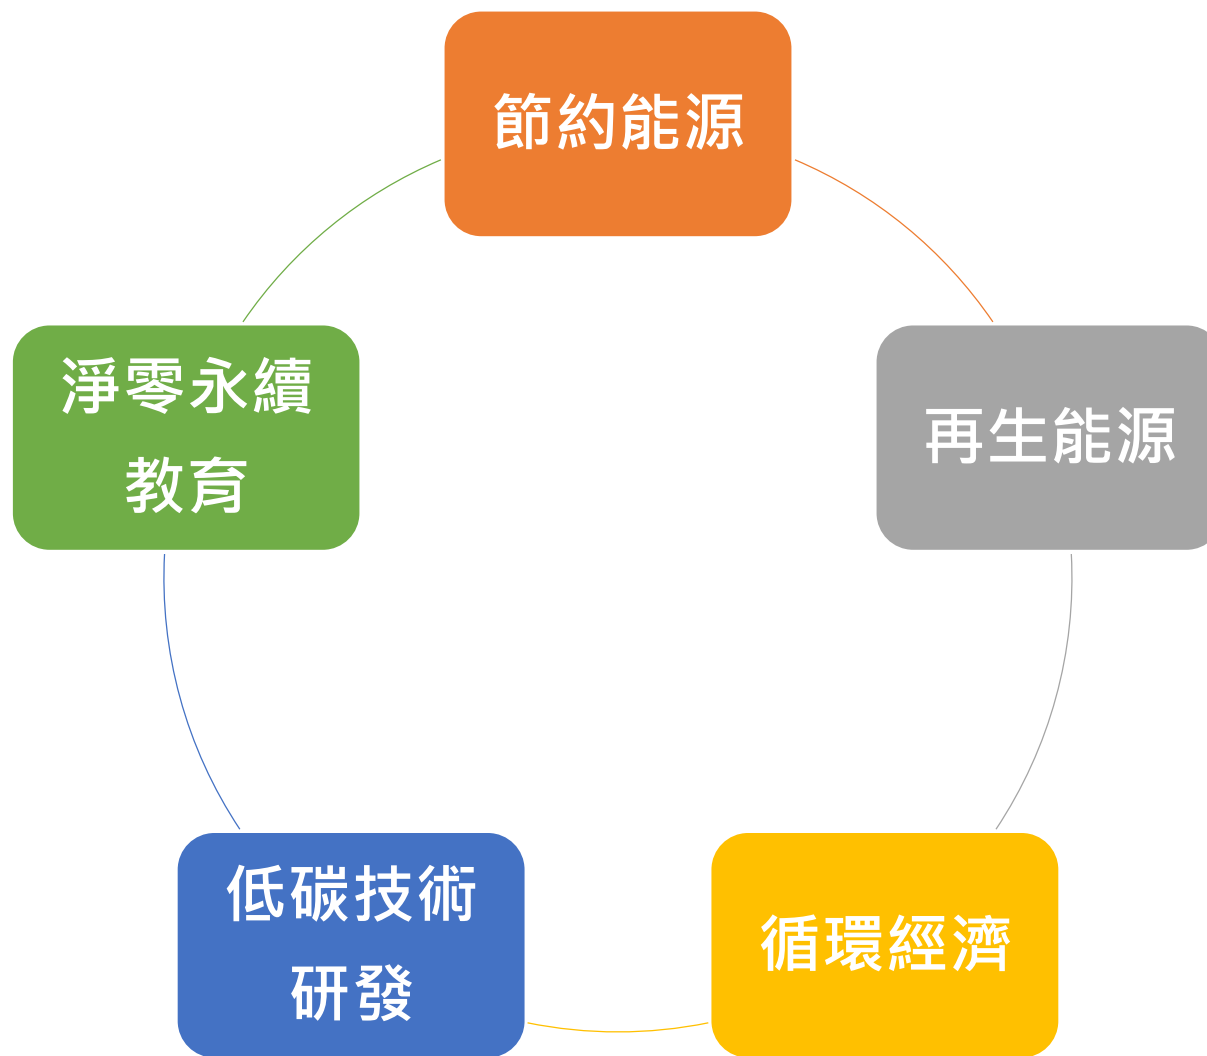 節約能源
再生能源
循環經濟
低碳技術
研發
淨零永續
教育